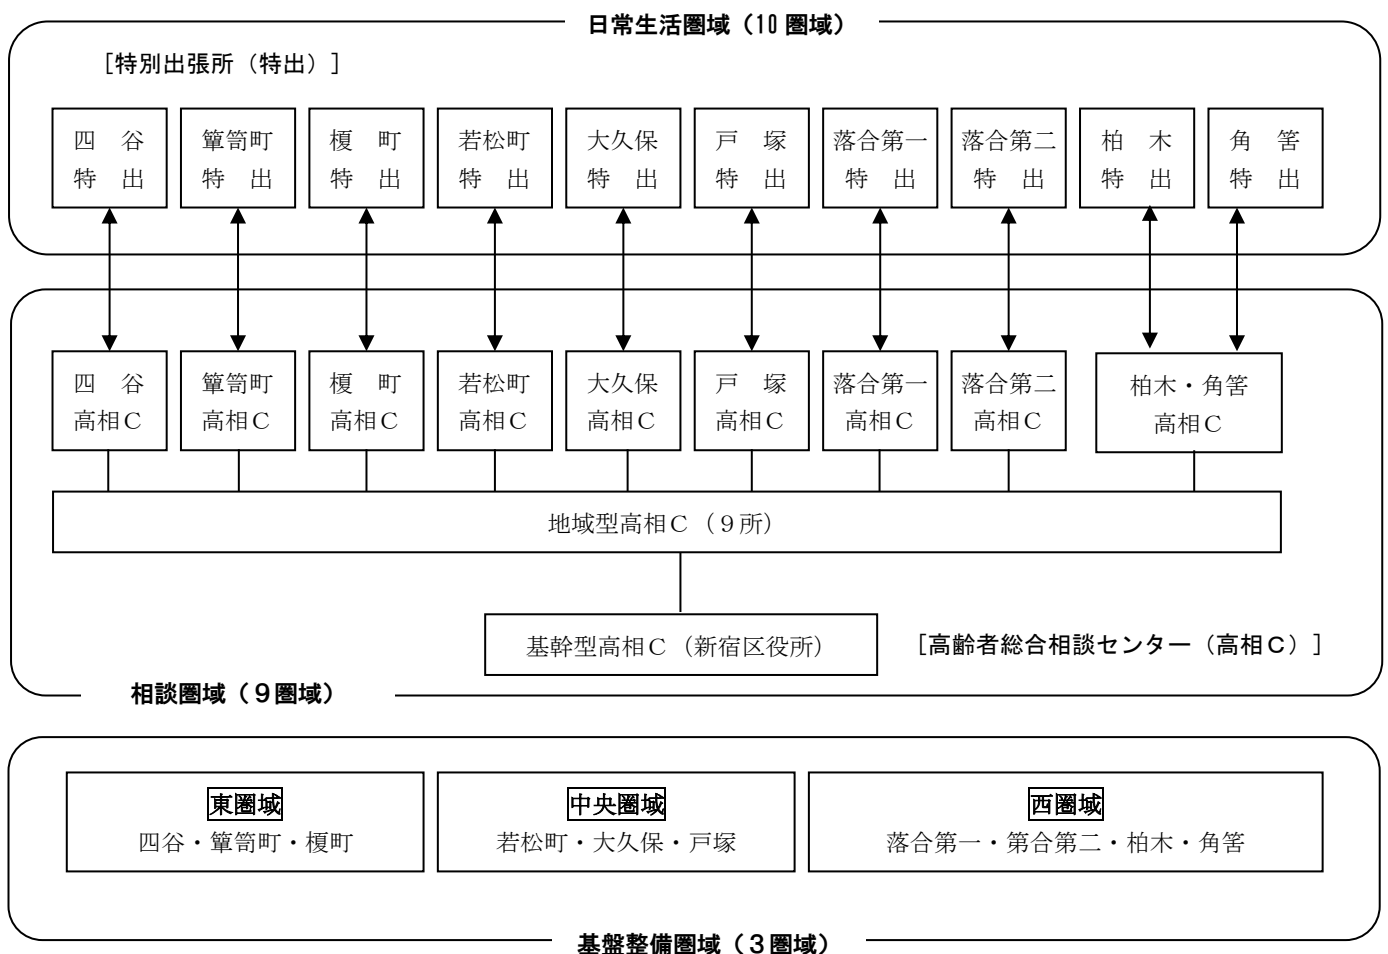 日常生活圏域（10 圏域）
［特別出張所（特出）］
四　谷
特　出
簞笥町
特　出
榎　町
特　出
若松町
特　出
大久保
特　出
戸　塚
特　出
落合第一
特　出
落合第二
特　出
柏　木
特　出
角　筈
特　出
四　谷
高相Ｃ
簞笥町
高相Ｃ
榎　町
高相Ｃ
若松町
高相Ｃ
大久保
高相Ｃ
戸　塚
高相Ｃ
落合第一
高相Ｃ
落合第二
高相Ｃ
柏木・角筈
高相Ｃ
地域型高相Ｃ（９所）
基幹型高相Ｃ（新宿区役所）
［高齢者総合相談センター（高相Ｃ）］
相談圏域（９圏域）
東圏域
四谷・簞笥町・榎町
中央圏域
若松町・大久保・戸塚
西圏域
落合第一・第合第二・柏木・角筈
基盤整備圏域（３圏域）